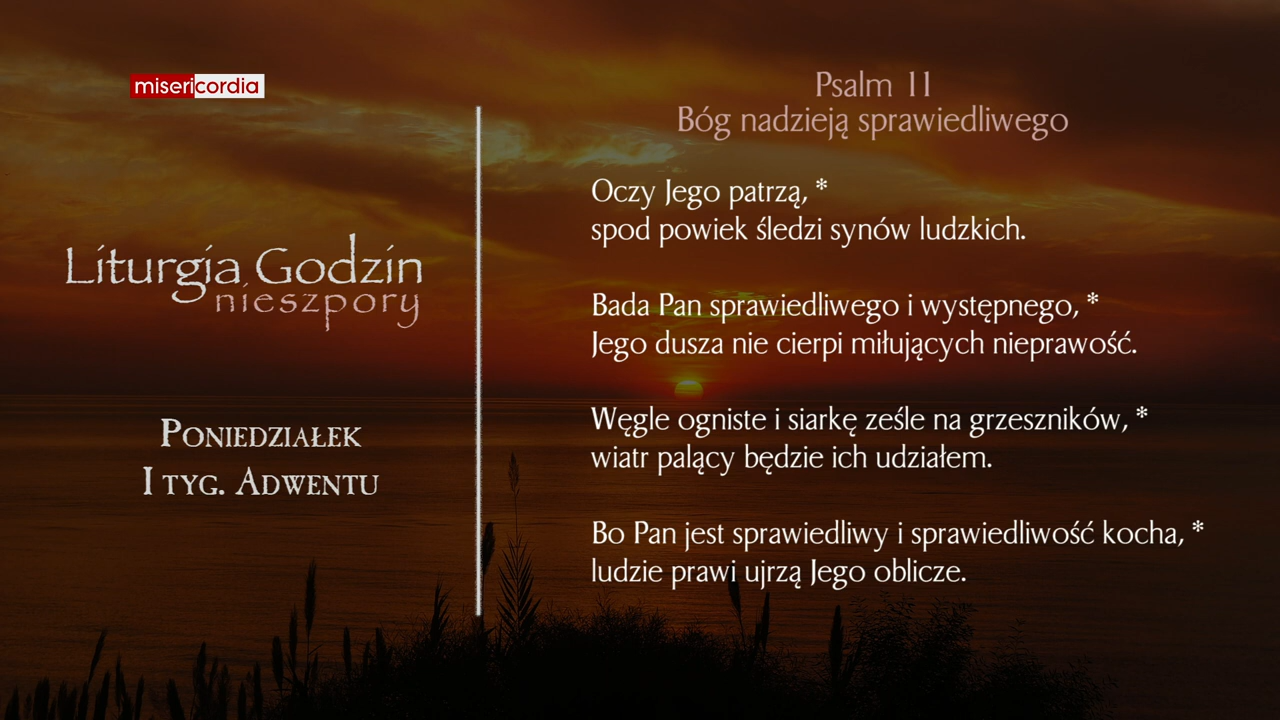 misericordia
Liturgia Godzin
nieszpory
Poniedziałek
I tyg. Adwentu
Psalm 11
Bóg nadzieją sprawiedliwego
Oczy Jego patrzą, *
spod powiek śledzi synów ludzkich.
Bada Pan sprawiedliwego i występnego, *
Jego dusza nie cierpi miłujących nieprawość.
Węgle ogniste i siarkę ześle na grzeszników, *
wiatr palący będzie ich udziałem.
Bo Pan jest sprawiedliwy i sprawiedliwość kocha, *
ludzie prawi ujrzą Jego oblicze.